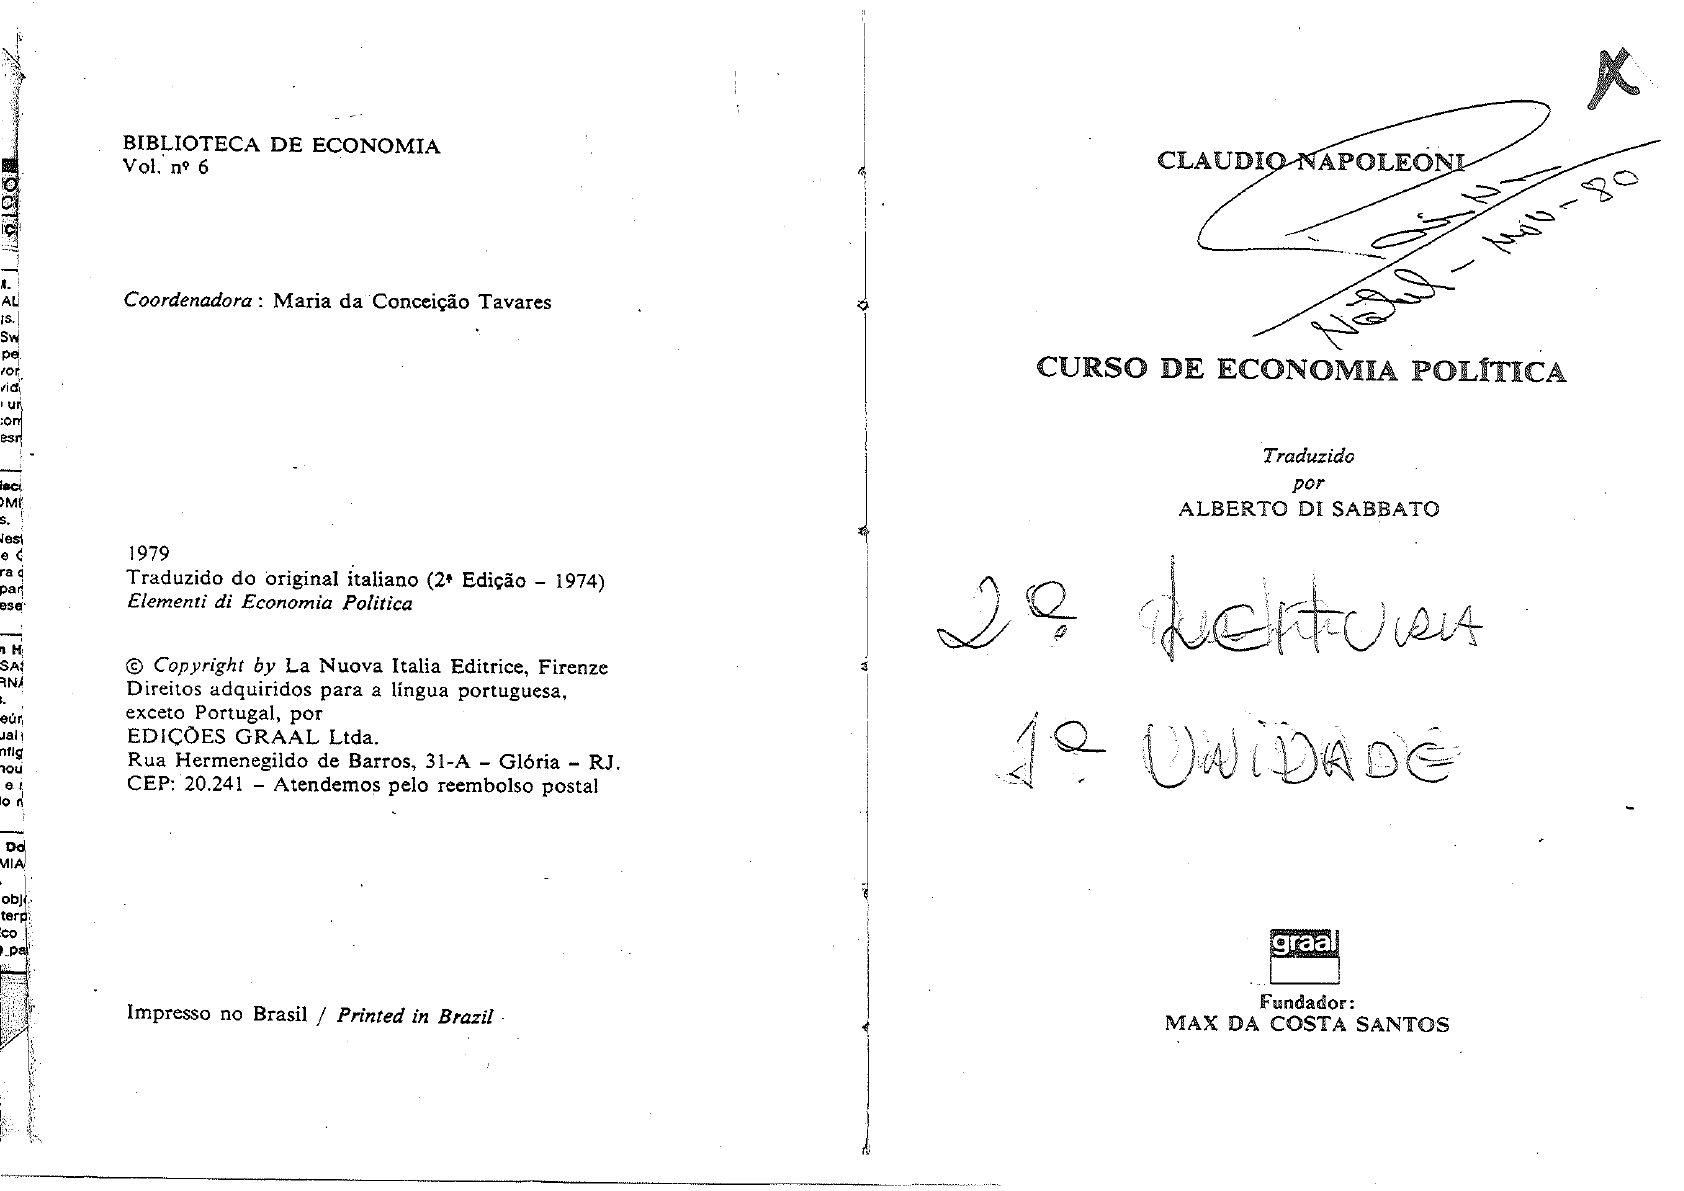 BIBLIOTECA DE ECONOMIA
Vol. nº 6
Coordenadora : Maria da Conceição Tavares
1979
Traduzido do original italiano (2ª Edição – 1974)
Elementi di Economia Politica
© Copyright by La Nuova Italia Editrice, Firenze
Direitos adquiridos para a língua portuguesa,
exceto Portugal, por
EDIÇÕES GRAAL Ltda.
Rua Hermenegildo de Barros, 31-A – Glória – RJ.
CEP: 20.241 – Atendemos pelo reembolso postal
Impresso no Brasil / Printed in Brazil
CLAUDIO NAPOLEONI
Natal - Nov - 80
CURSO DE ECONOMIA POLÍTICA
Traduzido
por
ALBERTO DI SABBATO
2ª LEITURA
1ª UNIDADE
graal
Fundador:
MAX DA COSTA SANTOS